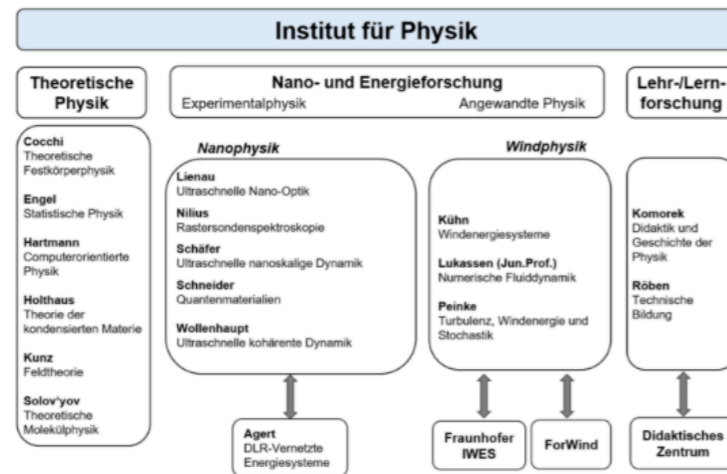 Institut für Physik
Theoretische
Physik
Cocchi
Theoretische
Festkörperphysik
Engel
Statistische Physik
Hartmann
Computerorientierte
Physik
Holthaus
Theorie der
kondensierten Materie
Kunz
Feldtheorie
Solov'yov
Theoretische
Molekülphysik
Nano- und Energieforschung
Experimentalphysik
Angewandte Physik
Nanophysik
Lienau
Ultraschnelle Nano-Optik
Nilius
Rastersondenspektroskopie
Schäfer
Ultraschnelle nanoskalige Dynamik
Schneider
Quantenmaterialien
Wollenhaupt
Ultraschnelle kohärente Dynamik
Agert
DLR-Vernetzte
Energiesysteme
Windphysik
Kühn
Windenergiesysteme
Lukassen (Jun.Prof.)
Numerische Fluiddynamik
Peinke
Turbulenz, Windenergie und
Stochastik
Fraunhofer
IWES
ForWind
Lehr-/Lern-
forschung
Komorek
Didaktik und
Geschichte der
Physik
Röben
Technische
Bildung
Didaktisches
Zentrum